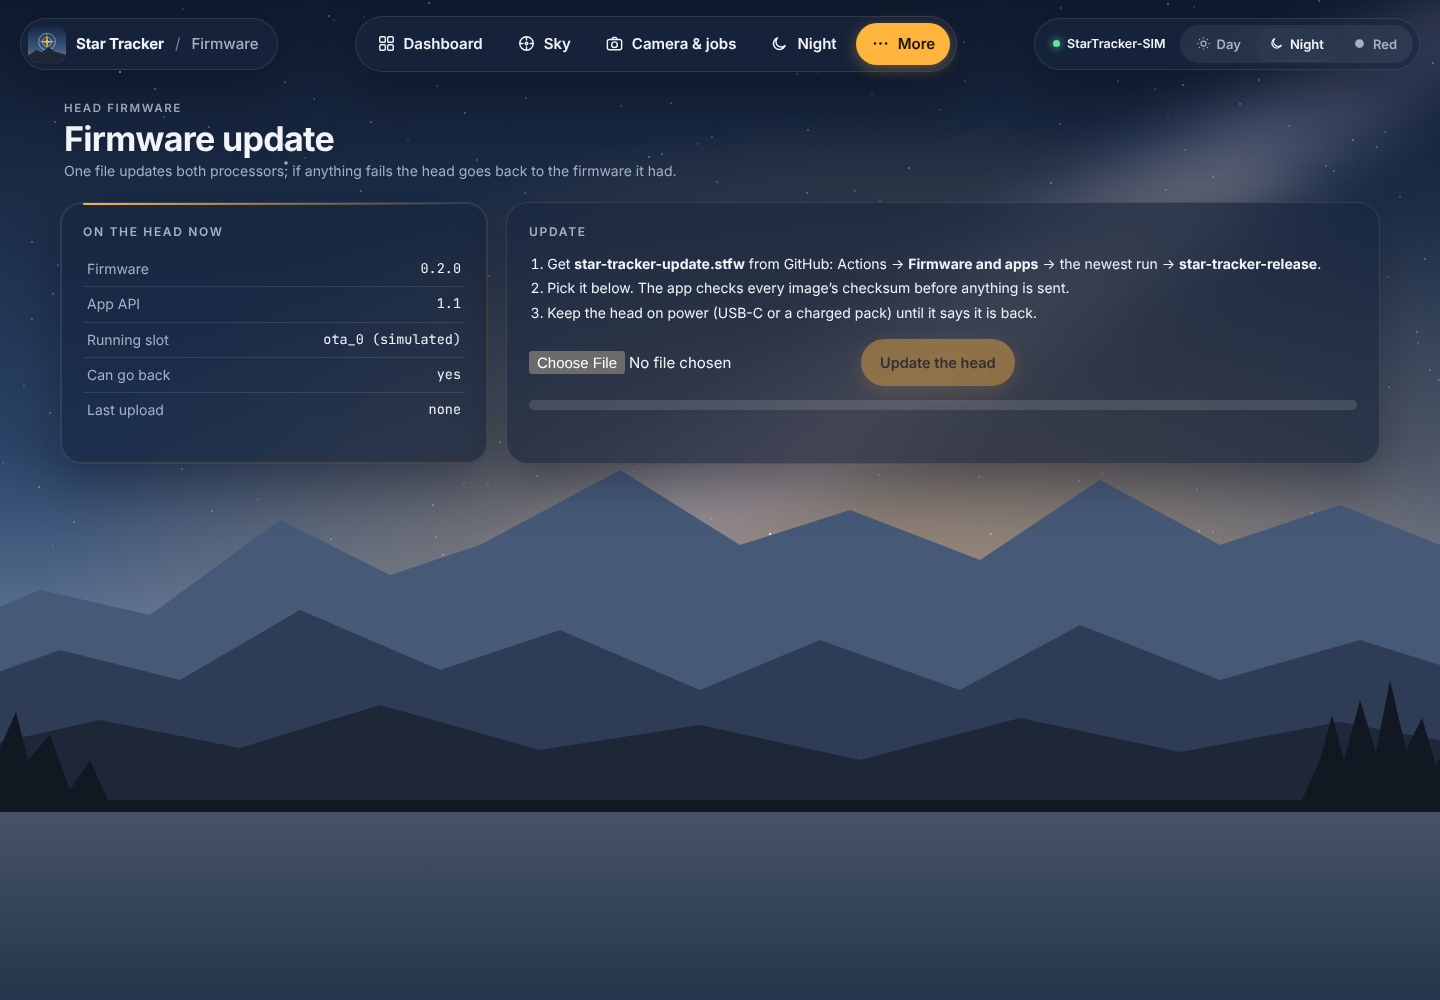 Star Tracker / Firmware
Dashboard
Sky
Camera & jobs
Night
More
StarTracker-SIM
Day
Night
Red
HEAD FIRMWARE
Firmware update
One file updates both processors; if anything fails the head goes back to the firmware it had.
ON THE HEAD NOW
Firmware 0.2.0
App API 1.1
Running slot ota_0 (simulated)
Can go back yes
Last upload none
UPDATE
1. Get star-tracker-update.stfw from GitHub: Actions → Firmware and apps → the newest run → star-tracker-release.
2. Pick it below. The app checks every image’s checksum before anything is sent.
3. Keep the head on power (USB-C or a charged pack) until it says it is back.
Choose File No file chosen
Update the head